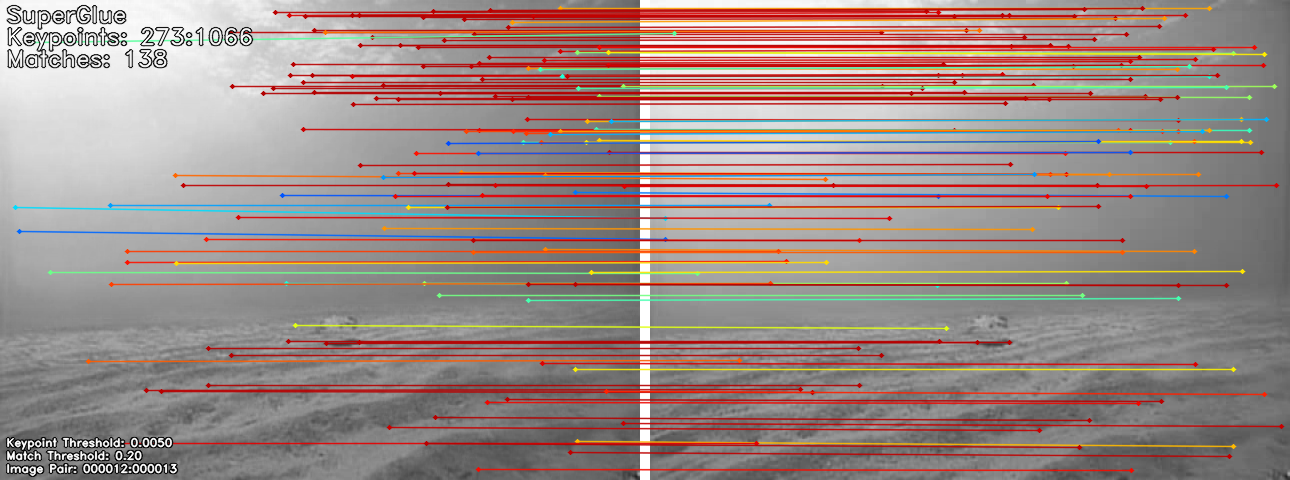 SuperGlue
Keypoints: 273:1066
Matches: 138
Keypoint Threshold: 0.0050
Match Threshold: 0.20
Image Pair: 000012:000013